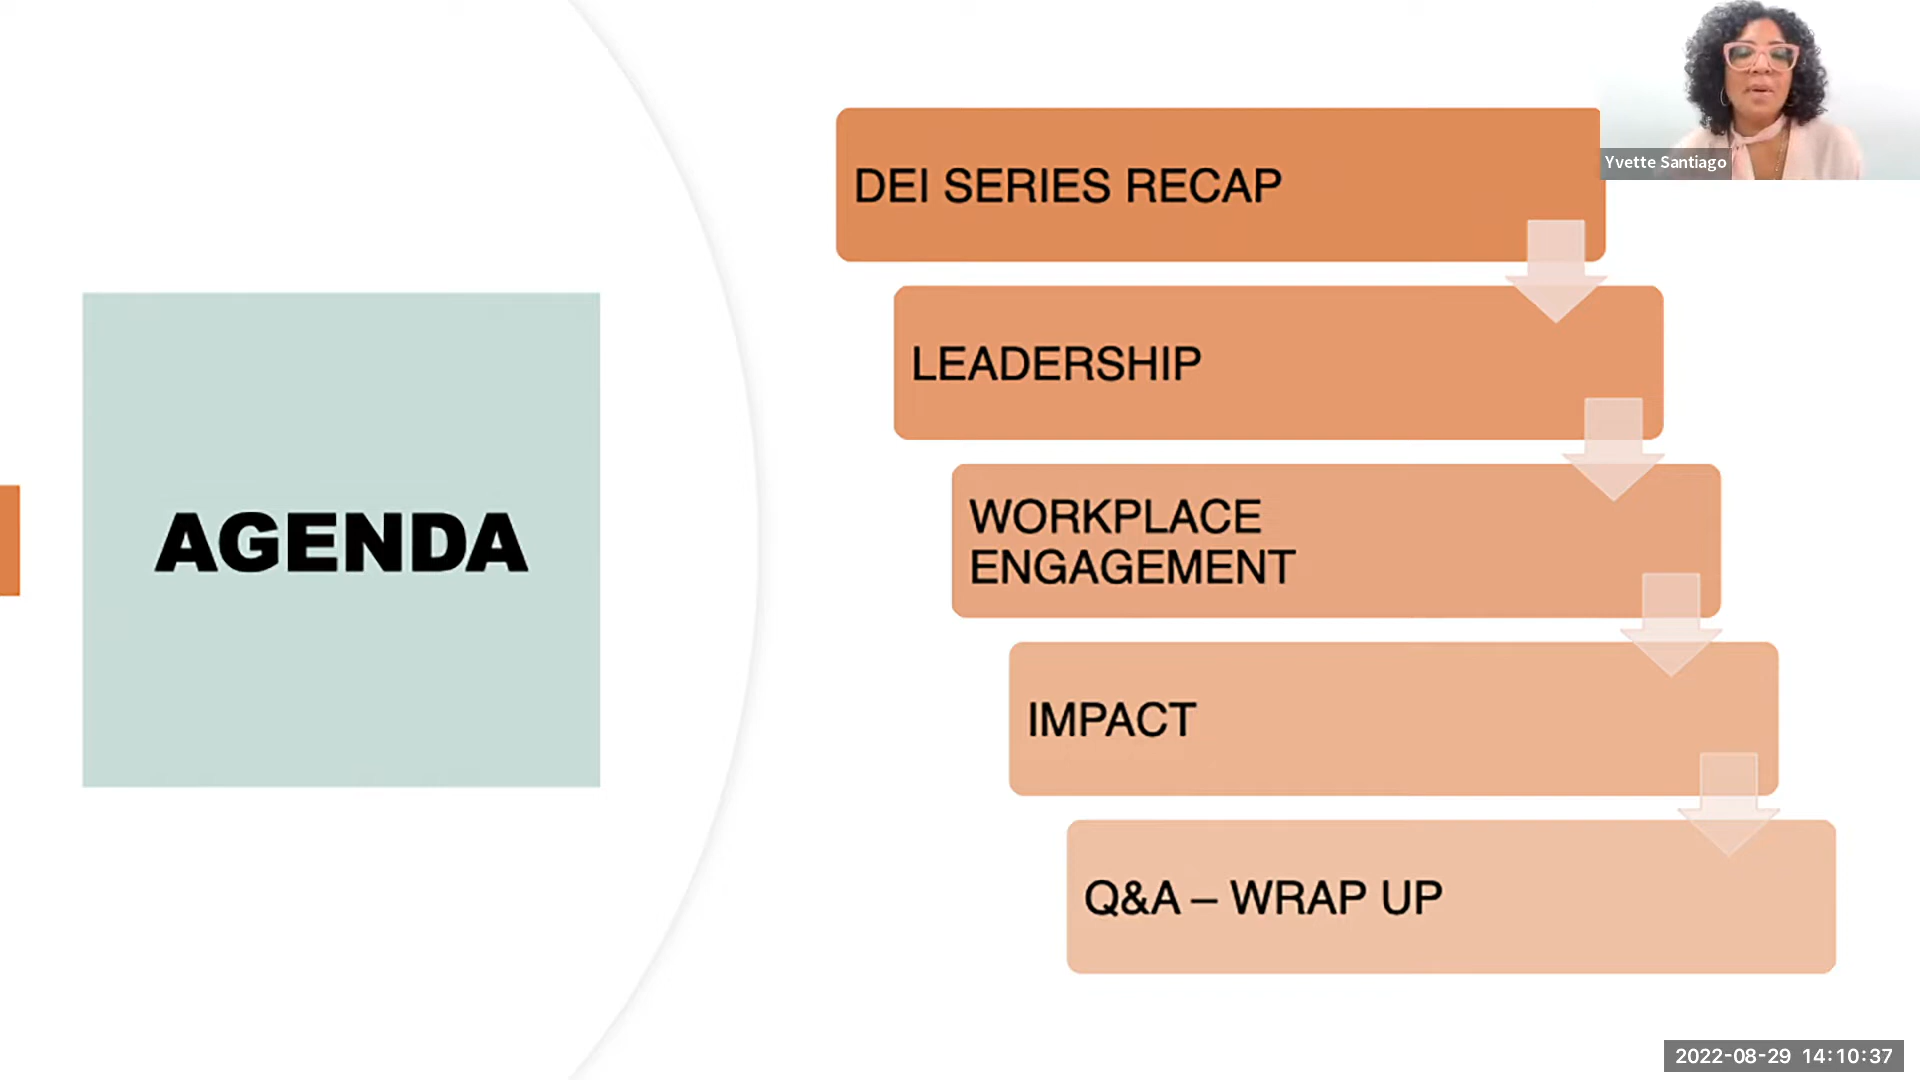 AGENDA
DEI SERIES RECAP
LEADERSHIP
WORKPLACE
ENGAGEMENT
IMPACT
Q&A – WRAP UP
Yvette Santiago
2022-08-29 14:10:37